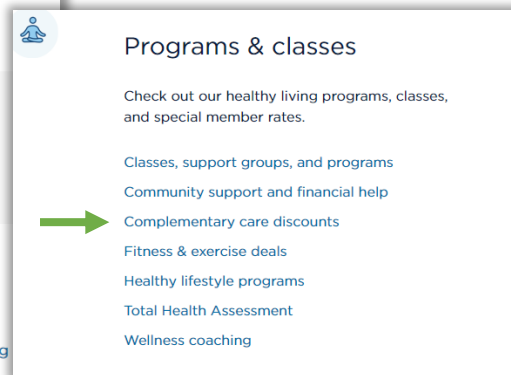 Programs & classes
Check out our healthy living programs, classes,
and special member rates.
Classes, support groups, and programs
Community support and financial help
Complementary care discounts
Fitness & exercise deals
Healthy lifestyle programs
Total Health Assessment
Wellness coaching
g